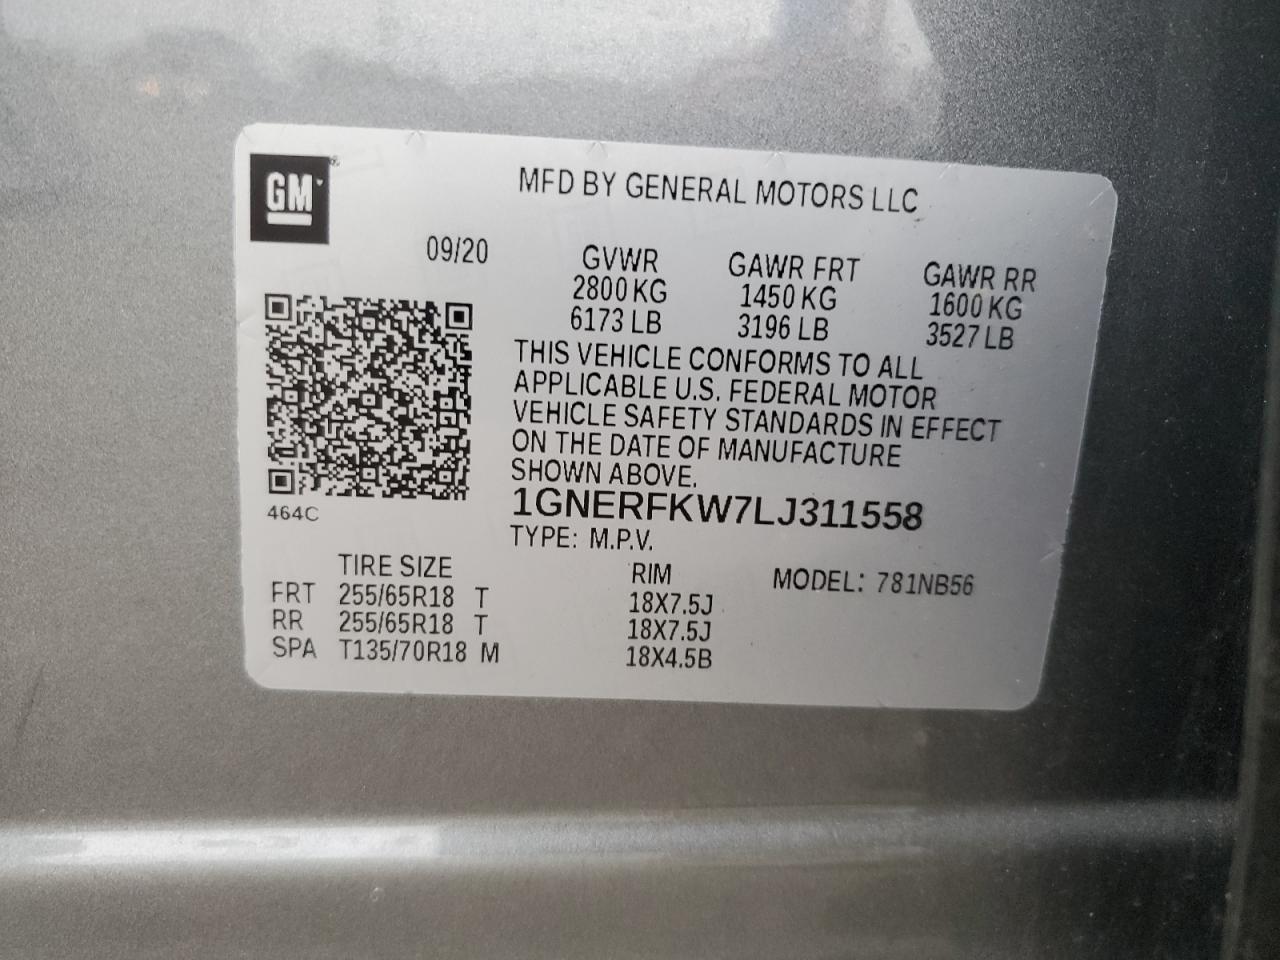 GM
MFD BY GENERAL MOTORS LLC
09/20
GVWR GAWR FRT GAWR RR
2800 KG 1450 KG 1600 KG
6173 LB 3196 LB 3527 LB
THIS VEHICLE CONFORMS TO ALL
APPLICABLE U.S. FEDERAL MOTOR
VEHICLE SAFETY STANDARDS IN EFFECT
ON THE DATE OF MANUFACTURE
SHOWN ABOVE.
464C
1GNERFKW7LJ311558
TYPE: M.P.V.
TIRE SIZE RIM MODEL: 781NB56
FRT 255/65R18 T 18X7.5J
RR 255/65R18 T 18X7.5J
SPA T135/70R18 M 18X4.5B